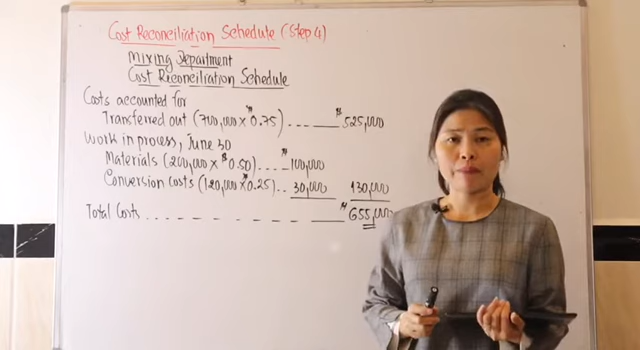 Cost Reconciliation Schedule (Step 4)
Mixing Department
Cost Reconciliation Schedule
Costs accounted for
Transferred out (700,000 x $0.75) ... ___ $525,000
Work in process, June 30
Materials (200,000 x $0.50) .... $100,000
Conversion costs (120,000 x $0.25) .. 30,000 130,000
Total Costs _ _ _ _ _ _ _ _ _ _ _ _ ___ $655,000